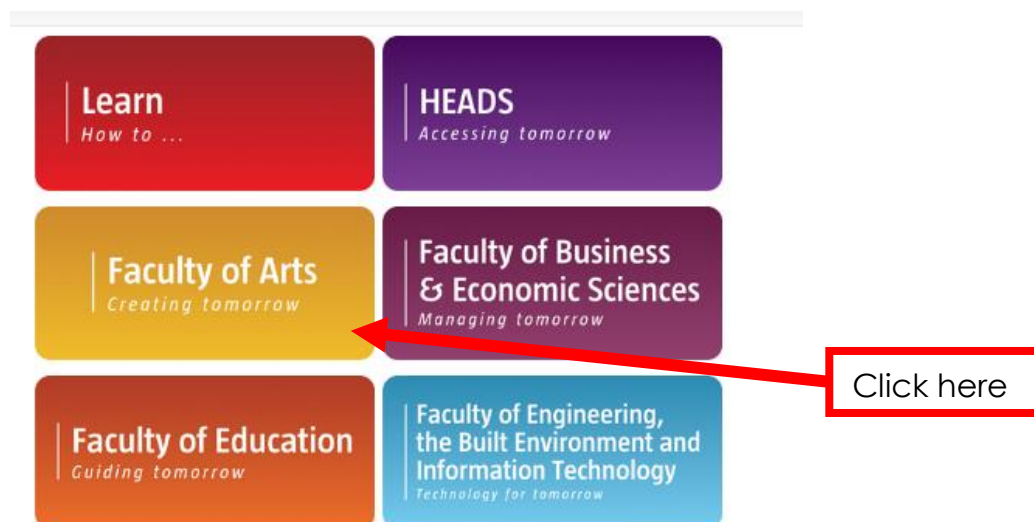 Learn
How to ...
HEADS
Accessing tomorrow
Faculty of Arts
Creating tomorrow
Faculty of Business
& Economic Sciences
Managing tomorrow
Click here
Faculty of Education
Guiding tomorrow
Faculty of Engineering,
the Built Environment and
Information Technology
Technology for tomorrow